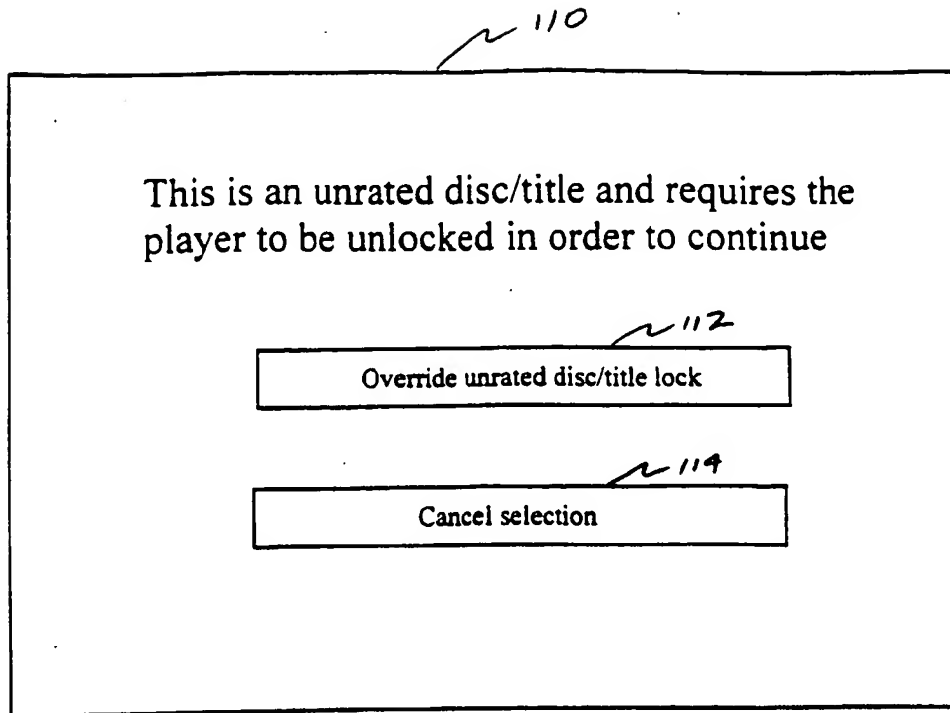 110
This is an unrated disc/title and requires the
player to be unlocked in order to continue
112
Override unrated disc/title lock
114
Cancel selection